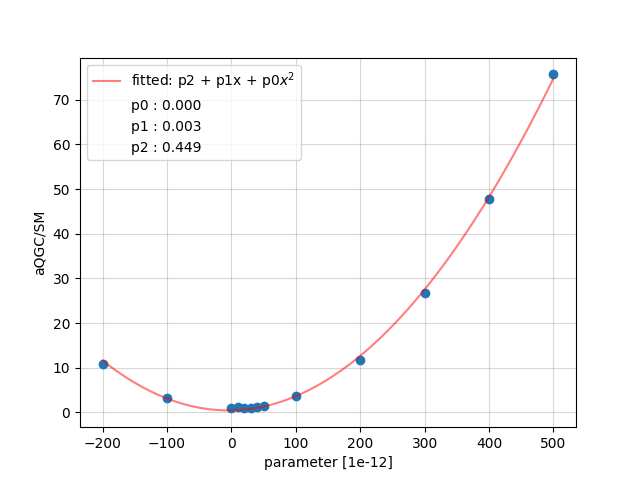 fitted: p2 + p1x + p0x²
p0 : 0.000
p1 : 0.003
p2 : 0.449
70
60
50
40
30
20
10
0
aQGC/SM
−200 −100 0 100 200 300 400 500
parameter [1e-12]